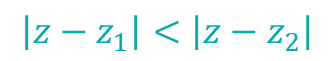 |z − z₁| < |z − z₂|